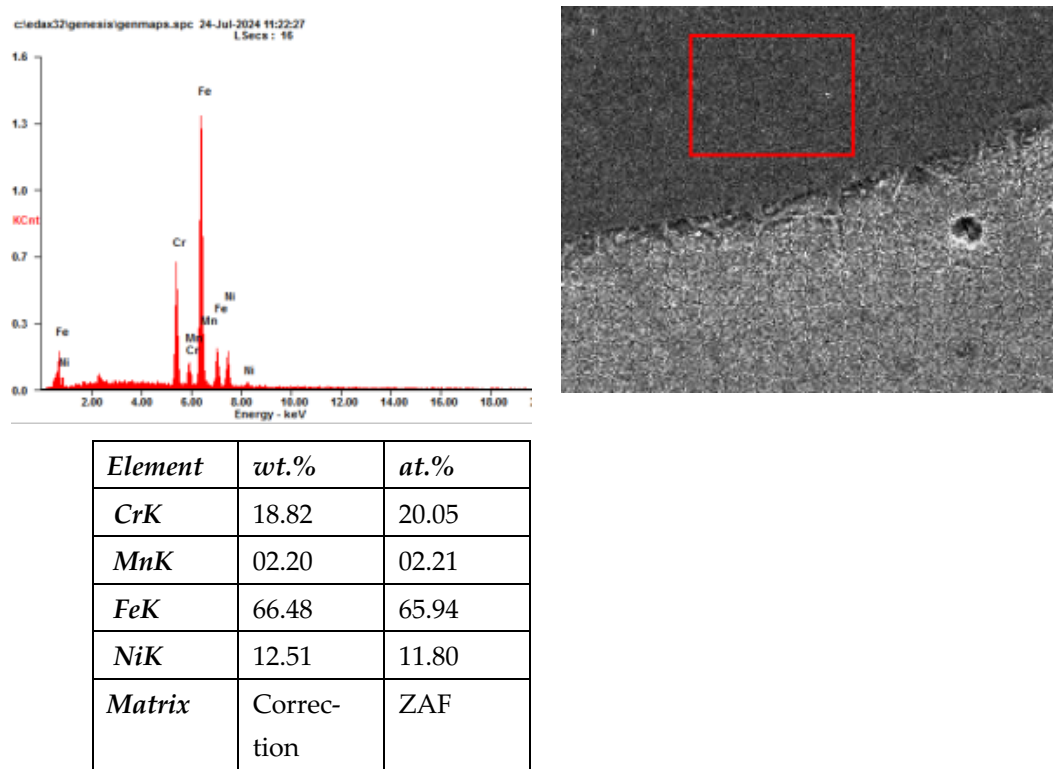 c:\edax32\genesis\genmaps.spc 24-Jul-2024 11:22:27
LSecs : 16
1.6
Fe
1.3
1.0
KCnt
Cr
0.7
Ni
Fe
Mn
0.3
Fe
Mn
Cr
Ni
Ni
0.0
2.00 4.00 6.00 8.00 10.00 12.00 14.00 16.00 18.00
Energy - keV
Element wt.% at.%
CrK 18.82 20.05
MnK 02.20 02.21
FeK 66.48 65.94
NiK 12.51 11.80
Matrix Correc- ZAF
tion